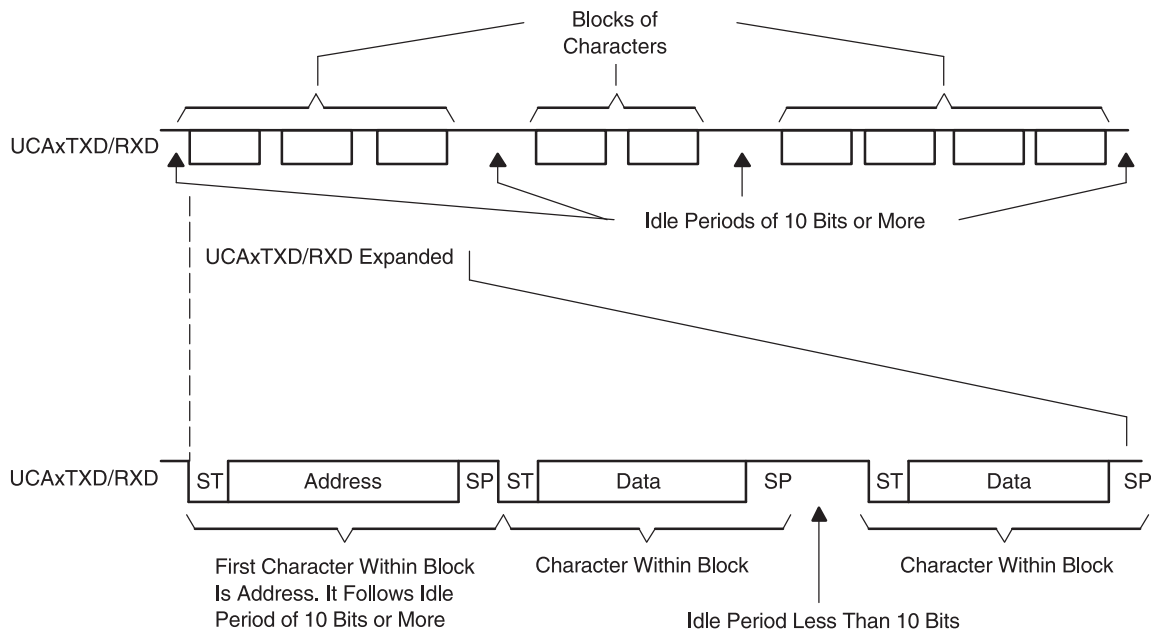 Blocks of
Characters
UCAxTXD/RXD
Idle Periods of 10 Bits or More
UCAxTXD/RXD Expanded
UCAxTXD/RXD
ST
Address
SP
ST
Data
SP
ST
Data
SP
First Character Within Block
Is Address. It Follows Idle
Period of 10 Bits or More
Character Within Block
Character Within Block
Idle Period Less Than 10 Bits